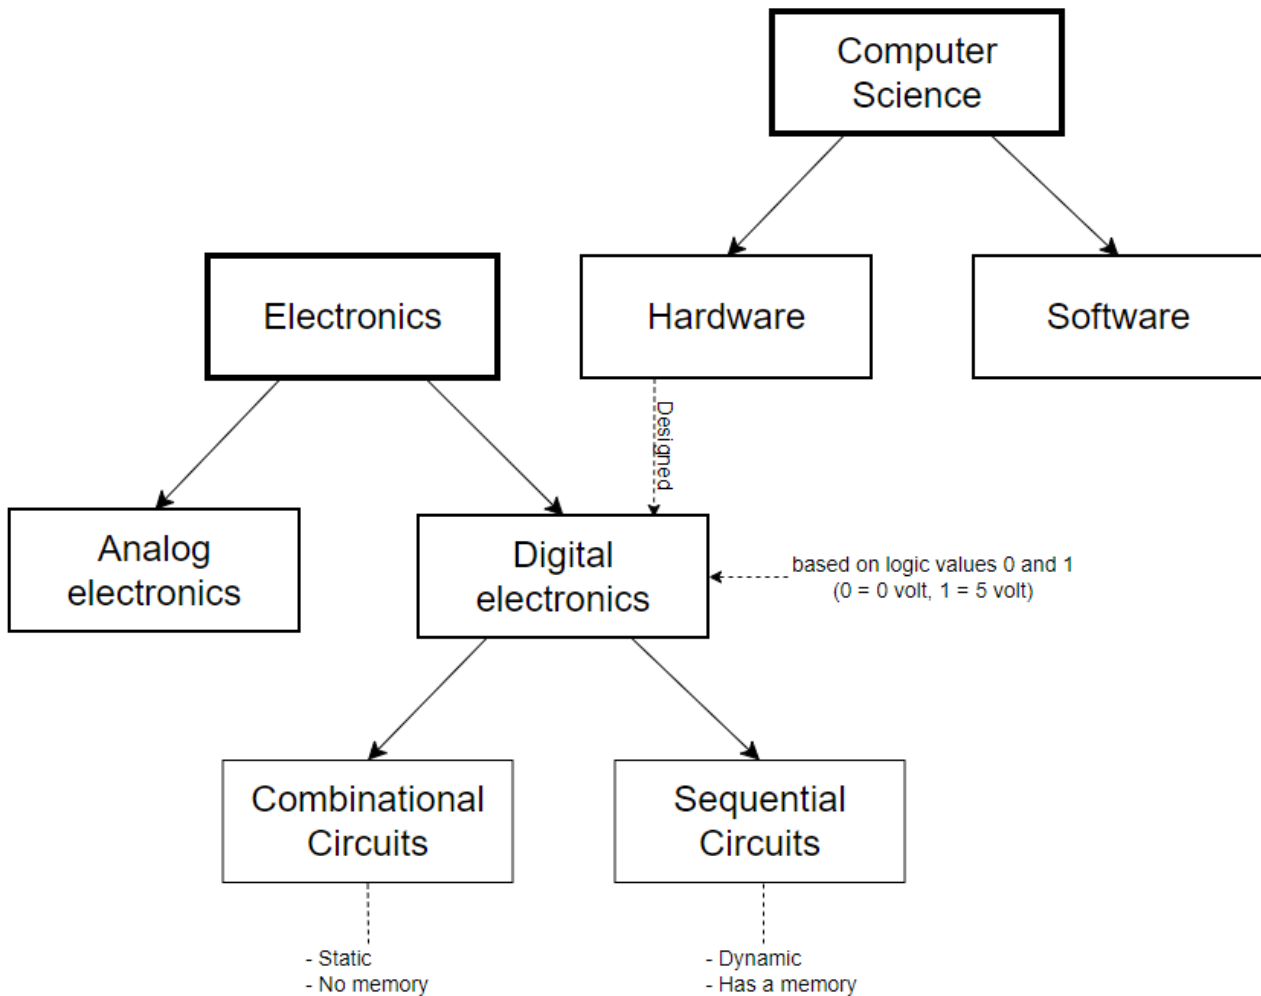 Computer
Science
Electronics
Hardware
Software
Designed
Analog
electronics
Digital
electronics
based on logic values 0 and 1
(0 = 0 volt, 1 = 5 volt)
Combinational
Circuits
Sequential
Circuits
- Static
- No memory
- Dynamic
- Has a memory